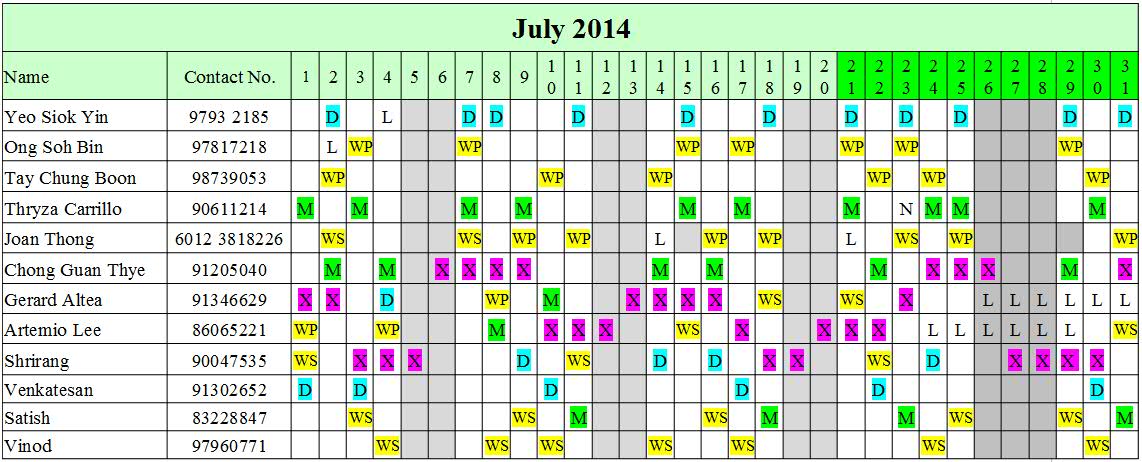 July 2014
Name Contact No. 1 2 3 4 5 6 7 8 9 10 11 12 13 14 15 16 17 18 19 20 21 22 23 24 25 26 27 28 29 30 31
Yeo Siok Yin 9793 2185 D L D D D D D D D D D D
Ong Soh Bin 97817218 L WP WP WP WP WP WP
Tay Chung Boon 98739053 WP WP WP WP WP WP
Thryza Carrillo 90611214 M M M M M M M N M M M
Joan Thong 6012 3818226 WS WS WP WP L WP WP L WS WP WP
Chong Guan Thye 91205040 M M X X X X M M M X X X M X
Gerard Altea 91346629 X X D WP M X X X X WS WS X L L L L L L
Artemio Lee 86065221 WP WP M X X X WS X X X X L L L L L L WS
Shrirang 90047535 WS X X X D WS D D X X WS D X X X X
Venkatesan 91302652 D D D D D D
Satish 83228847 WS WS M WS M M WS WS M
Vinod 97960771 WS WS WS WS WS WS WS